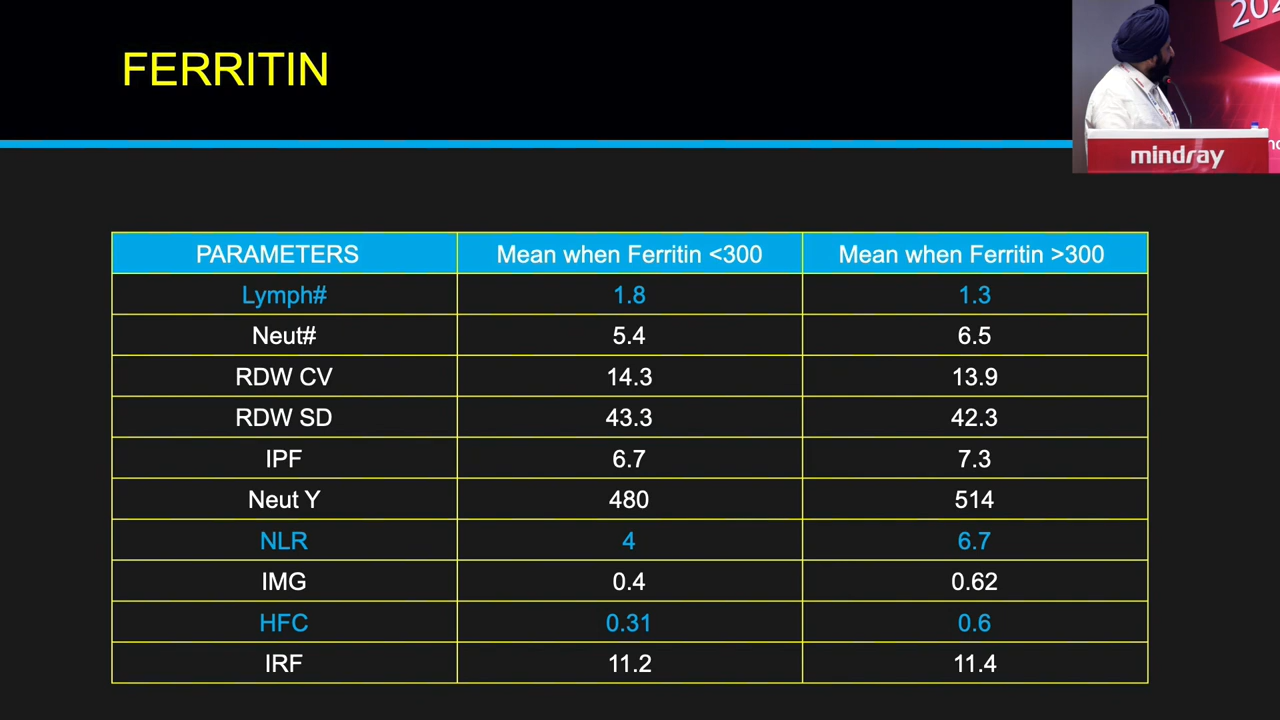 FERRITIN
202
mindray
PARAMETERS Mean when Ferritin <300 Mean when Ferritin >300
Lymph# 1.8 1.3
Neut# 5.4 6.5
RDW CV 14.3 13.9
RDW SD 43.3 42.3
IPF 6.7 7.3
Neut Y 480 514
NLR 4 6.7
IMG 0.4 0.62
HFC 0.31 0.6
IRF 11.2 11.4